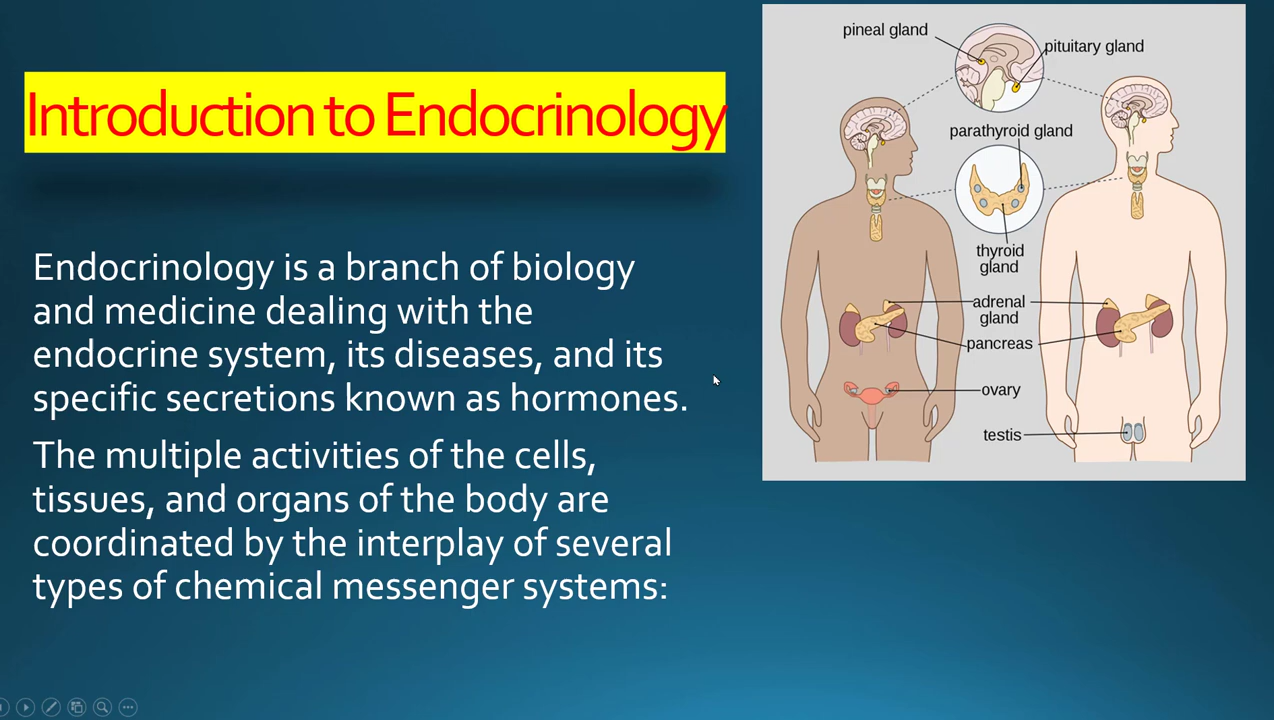 Introduction to Endocrinology
Endocrinology is a branch of biology
and medicine dealing with the
endocrine system, its diseases, and its
specific secretions known as hormones.
The multiple activities of the cells,
tissues, and organs of the body are
coordinated by the interplay of several
types of chemical messenger systems:
pineal gland
pituitary gland
parathyroid gland
thyroid
gland
adrenal
gland
pancreas
ovary
testis